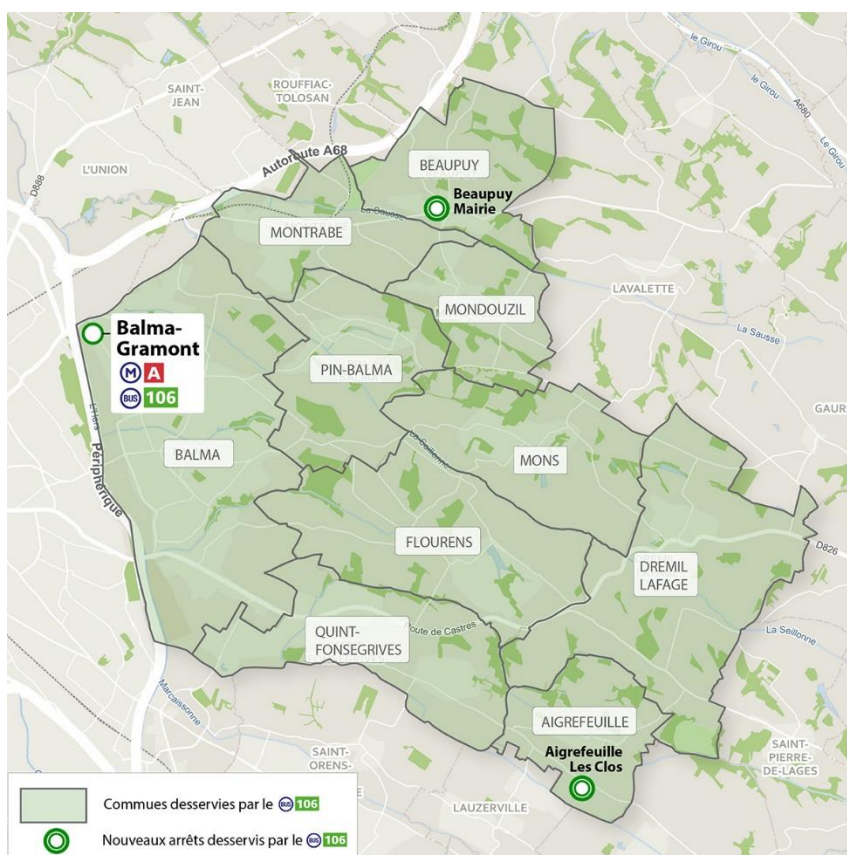 SAINT-
JEAN
ROUFFIAC-
TOLOSAN
le Girou
le Girou
A680
Le Girou
L'UNION
D888
Autoroute A68
BEAUPUY
Beaupuy
Mairie
La Sausse
MONTRABE
LAVALETTE
MONDOUZIL
La Sausse
Balma-
Gramont
M A
BUS 106
PIN-BALMA
L'Hers
Périphérique
GAUR
BALMA
La Saillonne
MONS
FLOURENS
D826
DREMIL
LAFAGE
QUINT-
FONSEGRIVES
Route de Castres
La Seillonne
Marcaissonne
AIGREFEUILLE
Aigrefeuille
Les Clos
SAINT-
ORENS-
SAINT-
PIERRE-
DE-LAGES
LAUZERVILLE
Commues desservies par le BUS 106
Nouveaux arrêts desservis par le BUS 106